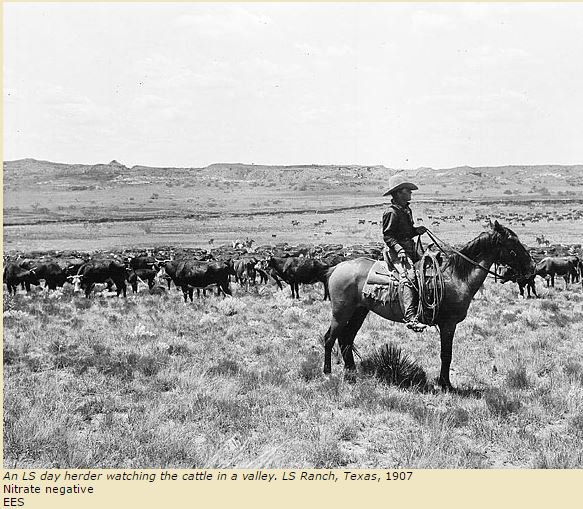 An LS day herder watching the cattle in a valley. LS Ranch, Texas, 1907
Nitrate negative
EES